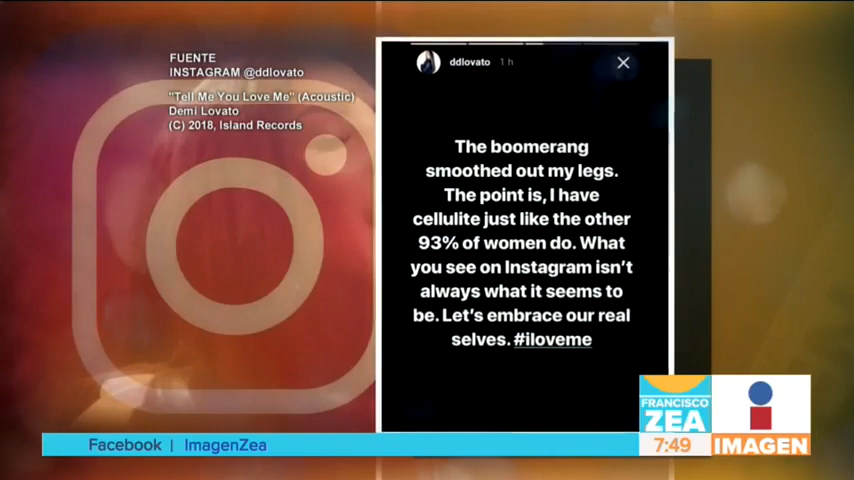 FUENTE
INSTAGRAM @ddlovato
"Tell Me You Love Me" (Acoustic)
Demi Lovato
(C) 2018, Island Records
ddlovato 1 h
The boomerang
smoothed out my legs.
The point is, I have
cellulite just like the other
93% of women do. What
you see on Instagram isn't
always what it seems to
be. Let's embrace our real
selves. #iloveme
FRANCISCO
ZEA
7:49
IMAGEN
Facebook | ImagenZea